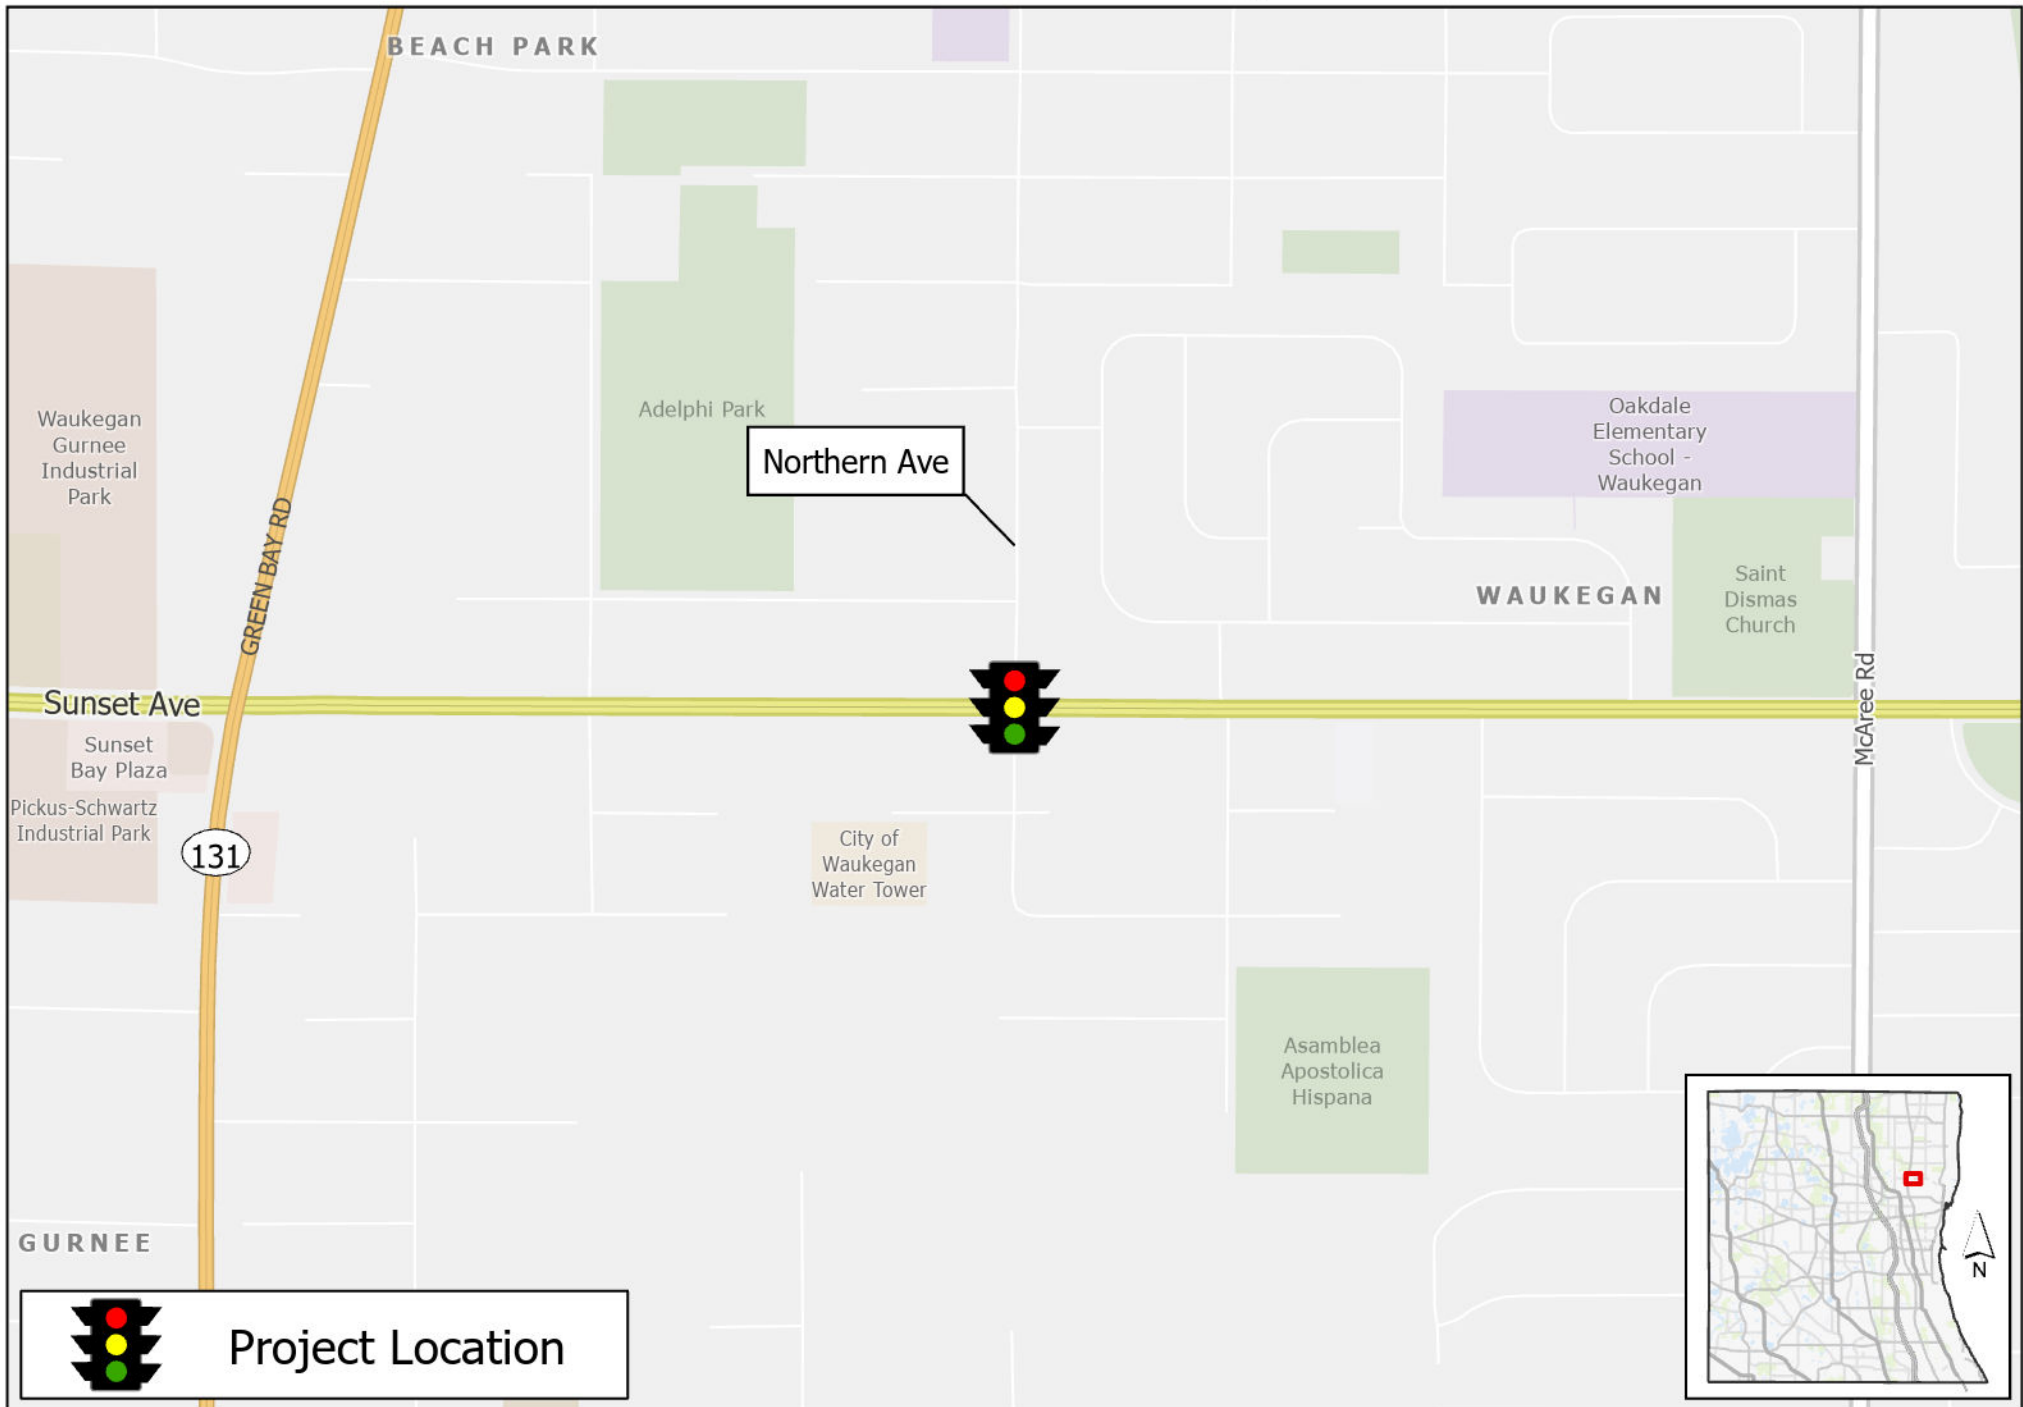 BEACH PARK
Adelphi Park
Northern Ave
Waukegan
Gurnee
Industrial
Park
Oakdale
Elementary
School -
Waukegan
GREEN BAY RD
WAUKEGAN
Saint
Dismas
Church
Sunset Ave
McAree Rd
Sunset
Bay Plaza
Pickus-Schwartz
Industrial Park
131
City of
Waukegan
Water Tower
Asamblea
Apostolica
Hispana
GURNEE
N
Project Location